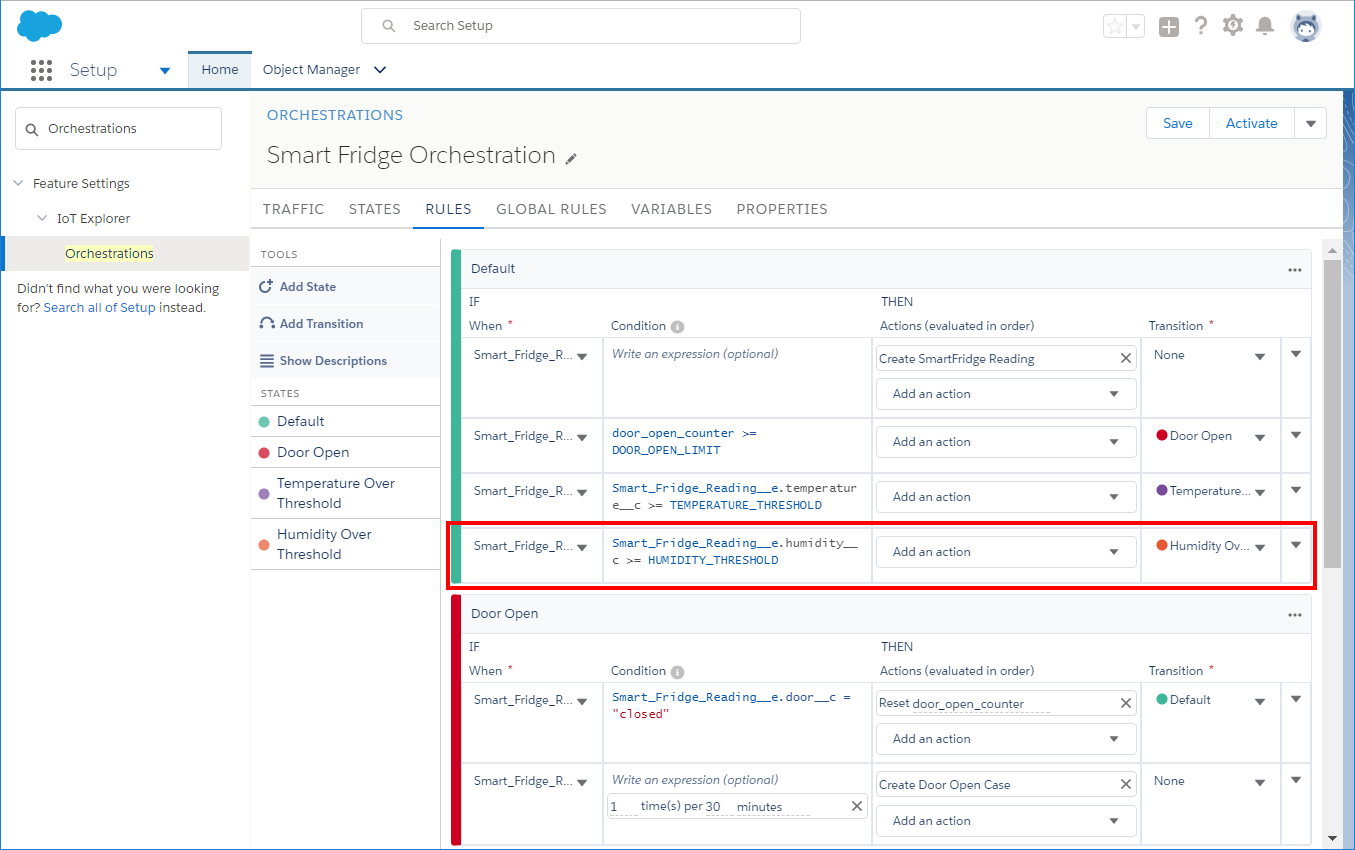 Search Setup
Setup
Home
Object Manager
Orchestrations
Feature Settings
IoT Explorer
Orchestrations
Didn't find what you were looking
for? Search all of Setup instead.
ORCHESTRATIONS
Smart Fridge Orchestration
Save
Activate
TRAFFIC
STATES
RULES
GLOBAL RULES
VARIABLES
PROPERTIES
TOOLS
Add State
Add Transition
Show Descriptions
STATES
Default
Door Open
Temperature Over
Threshold
Humidity Over
Threshold
Default
IF
THEN
When *
Condition
Actions (evaluated in order)
Transition *
Smart_Fridge_R...
Write an expression (optional)
Create SmartFridge Reading
None
Add an action
Smart_Fridge_R...
door_open_counter >=
DOOR_OPEN_LIMIT
Add an action
Door Open
Smart_Fridge_R...
Smart_Fridge_Reading__e.temperatur
e__c >= TEMPERATURE_THRESHOLD
Add an action
Temperature...
Smart_Fridge_R...
Smart_Fridge_Reading__e.humidity__
c >= HUMIDITY_THRESHOLD
Add an action
Humidity Ov...
Door Open
IF
THEN
When *
Condition
Actions (evaluated in order)
Transition *
Smart_Fridge_R...
Smart_Fridge_Reading__e.door__c =
"closed"
Reset door_open_counter
Default
Add an action
Smart_Fridge_R...
Write an expression (optional)
1 time(s) per 30 minutes
Create Door Open Case
None
Add an action